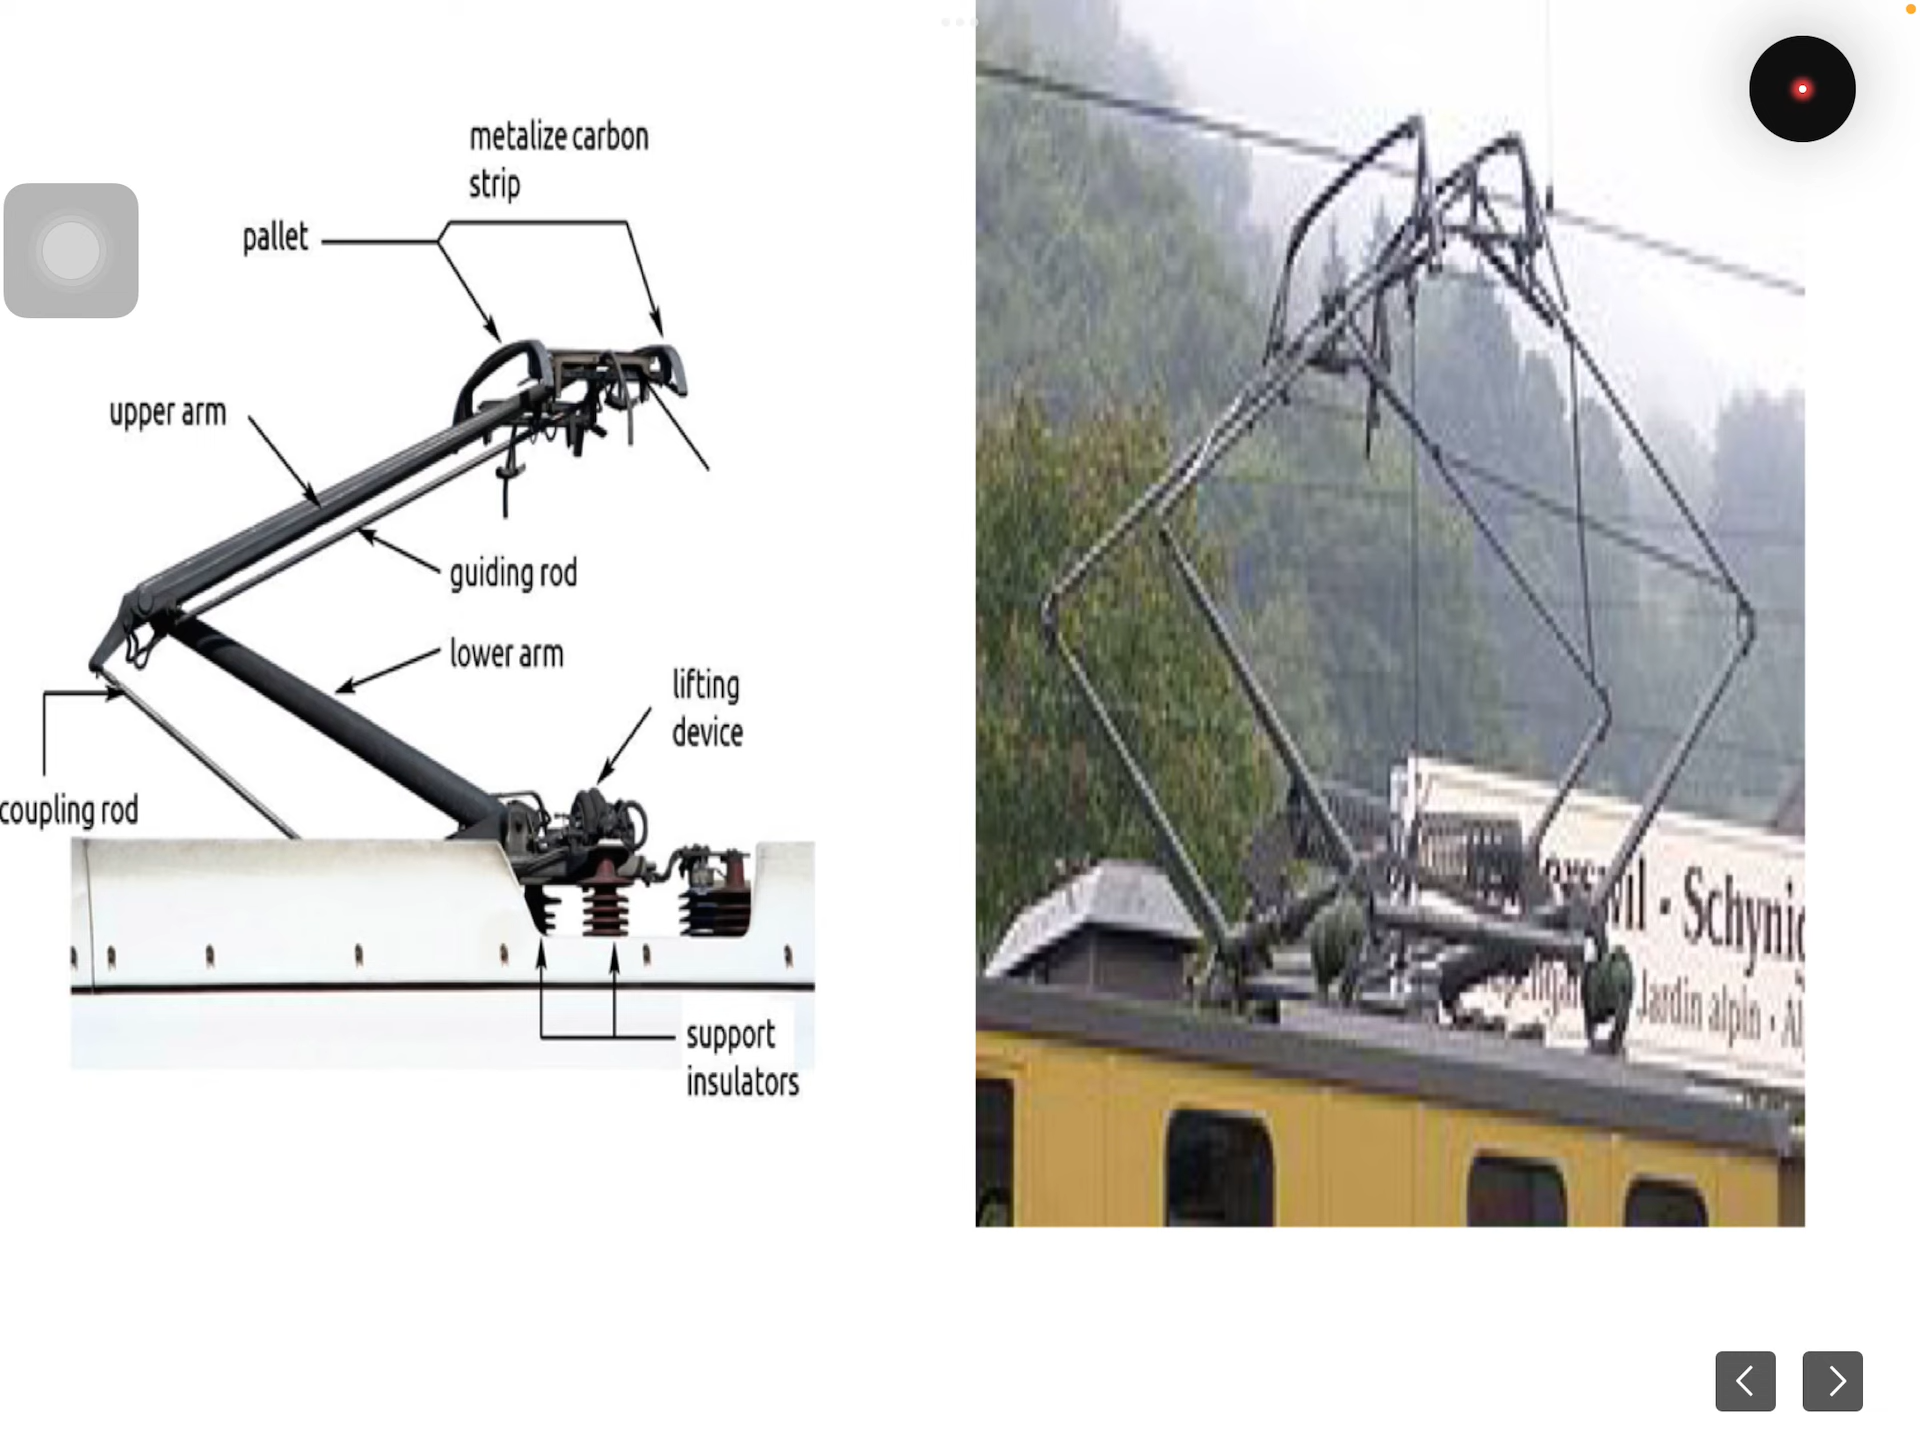 metalize carbon
strip
pallet
upper arm
guiding rod
lower arm
lifting
device
coupling rod
support
insulators
- Schynig
Jardin alpin •